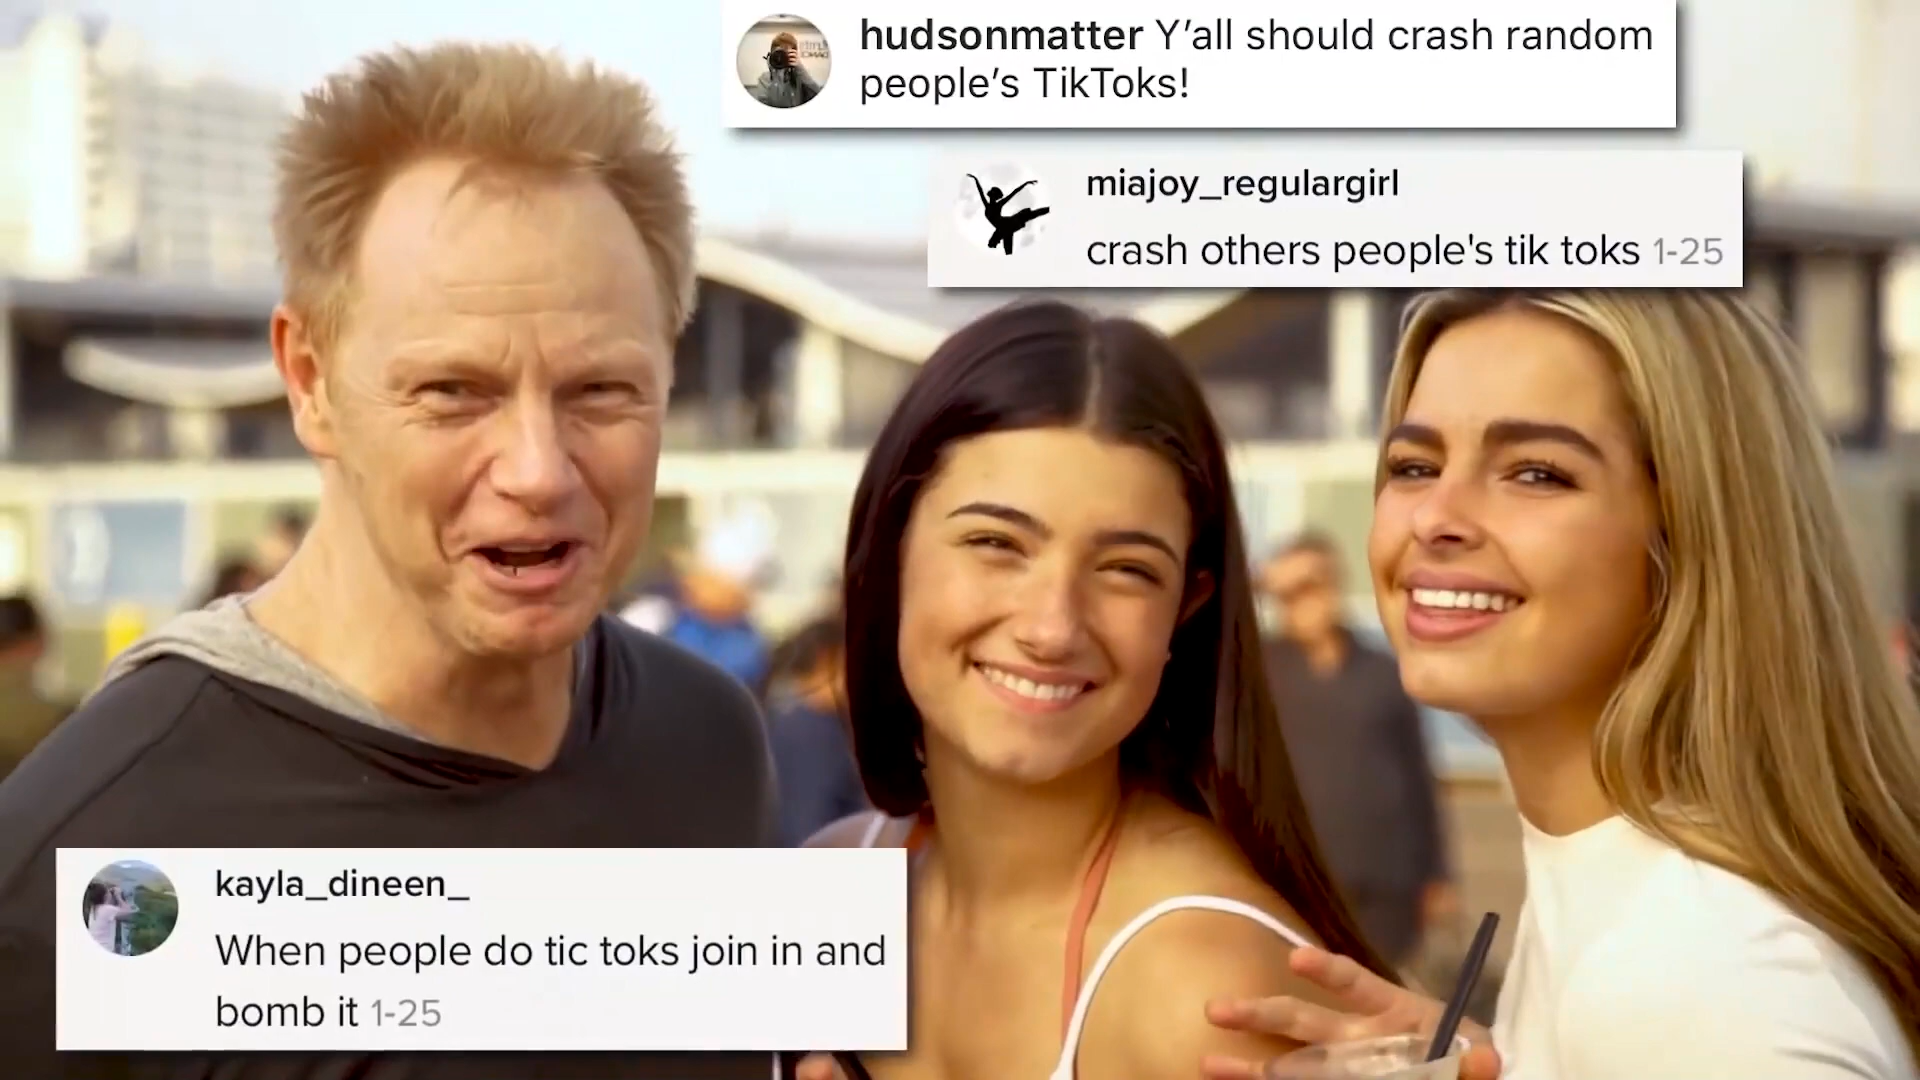 hudsonmatter Y'all should crash random
people's TikToks!
miajoy_regulargirl
crash others people's tik toks 1-25
kayla_dineen_
When people do tic toks join in and
bomb it 1-25